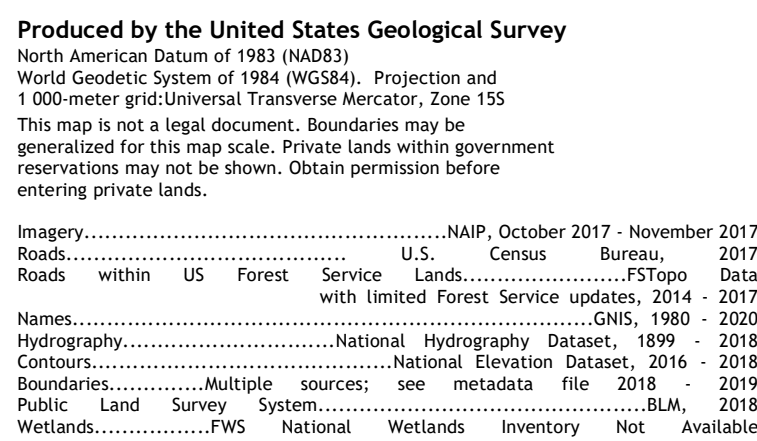 Produced by the United States Geological Survey
North American Datum of 1983 (NAD83)
World Geodetic System of 1984 (WGS84). Projection and
1 000-meter grid:Universal Transverse Mercator, Zone 15S
This map is not a legal document. Boundaries may be
generalized for this map scale. Private lands within government
reservations may not be shown. Obtain permission before
entering private lands.
Imagery.....................................................NAIP, October 2017 - November 2017
Roads......................................... U.S. Census Bureau, 2017
Roads within US Forest Service Lands........................FSTopo Data
with limited Forest Service updates, 2014 - 2017
Names............................................................................GNIS, 1980 - 2020
Hydrography...............................National Hydrography Dataset, 1899 - 2018
Contours............................................National Elevation Dataset, 2016 - 2018
Boundaries..............Multiple sources; see metadata file 2018 - 2019
Public Land Survey System................................................BLM, 2018
Wetlands.................FWS National Wetlands Inventory Not Available